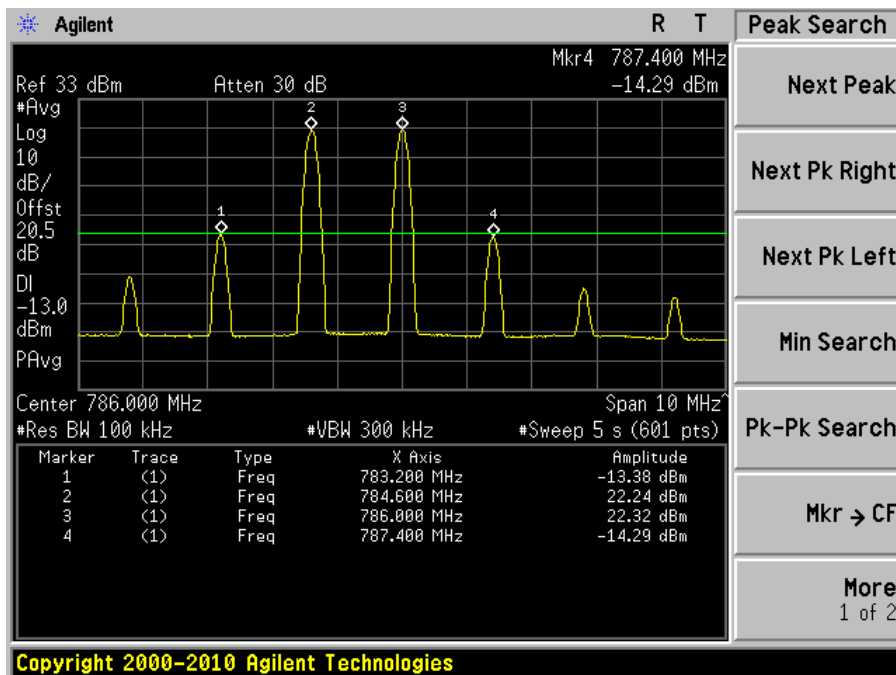 Agilent R T Peak Search
Mkr4 787.400 MHz
Ref 33 dBm Atten 30 dB -14.29 dBm
#Avg
Log
10
dB/
Offst
20.5
dB
DI
-13.0
dBm
PAvg
1
2
3
4
Center 786.000 MHz Span 10 MHz^
#Res BW 100 kHz #VBW 300 kHz #Sweep 5 s (601 pts)
Marker Trace Type X Axis Amplitude
1 (1) Freq 783.200 MHz -13.38 dBm
2 (1) Freq 784.600 MHz 22.24 dBm
3 (1) Freq 786.000 MHz 22.32 dBm
4 (1) Freq 787.400 MHz -14.29 dBm
Next Peak
Next Pk Right
Next Pk Left
Min Search
Pk-Pk Search
Mkr → CF
More
1 of 2
Copyright 2000-2010 Agilent Technologies